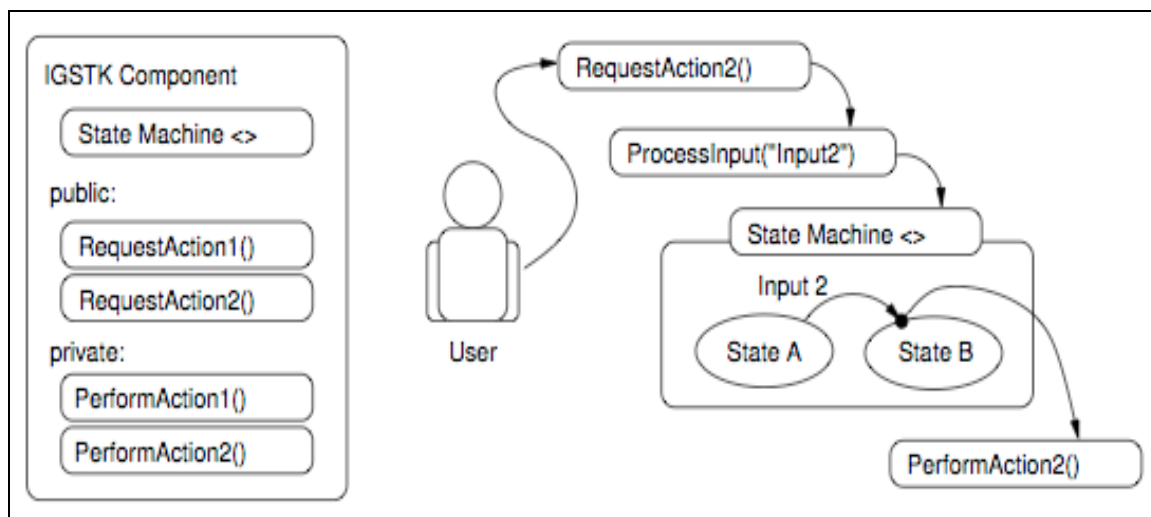 IGSTK Component
State Machine <>
public:
RequestAction1()
RequestAction2()
private:
PerformAction1()
PerformAction2()
User
RequestAction2()
ProcessInput("Input2")
State Machine <>
Input 2
State A
State B
PerformAction2()